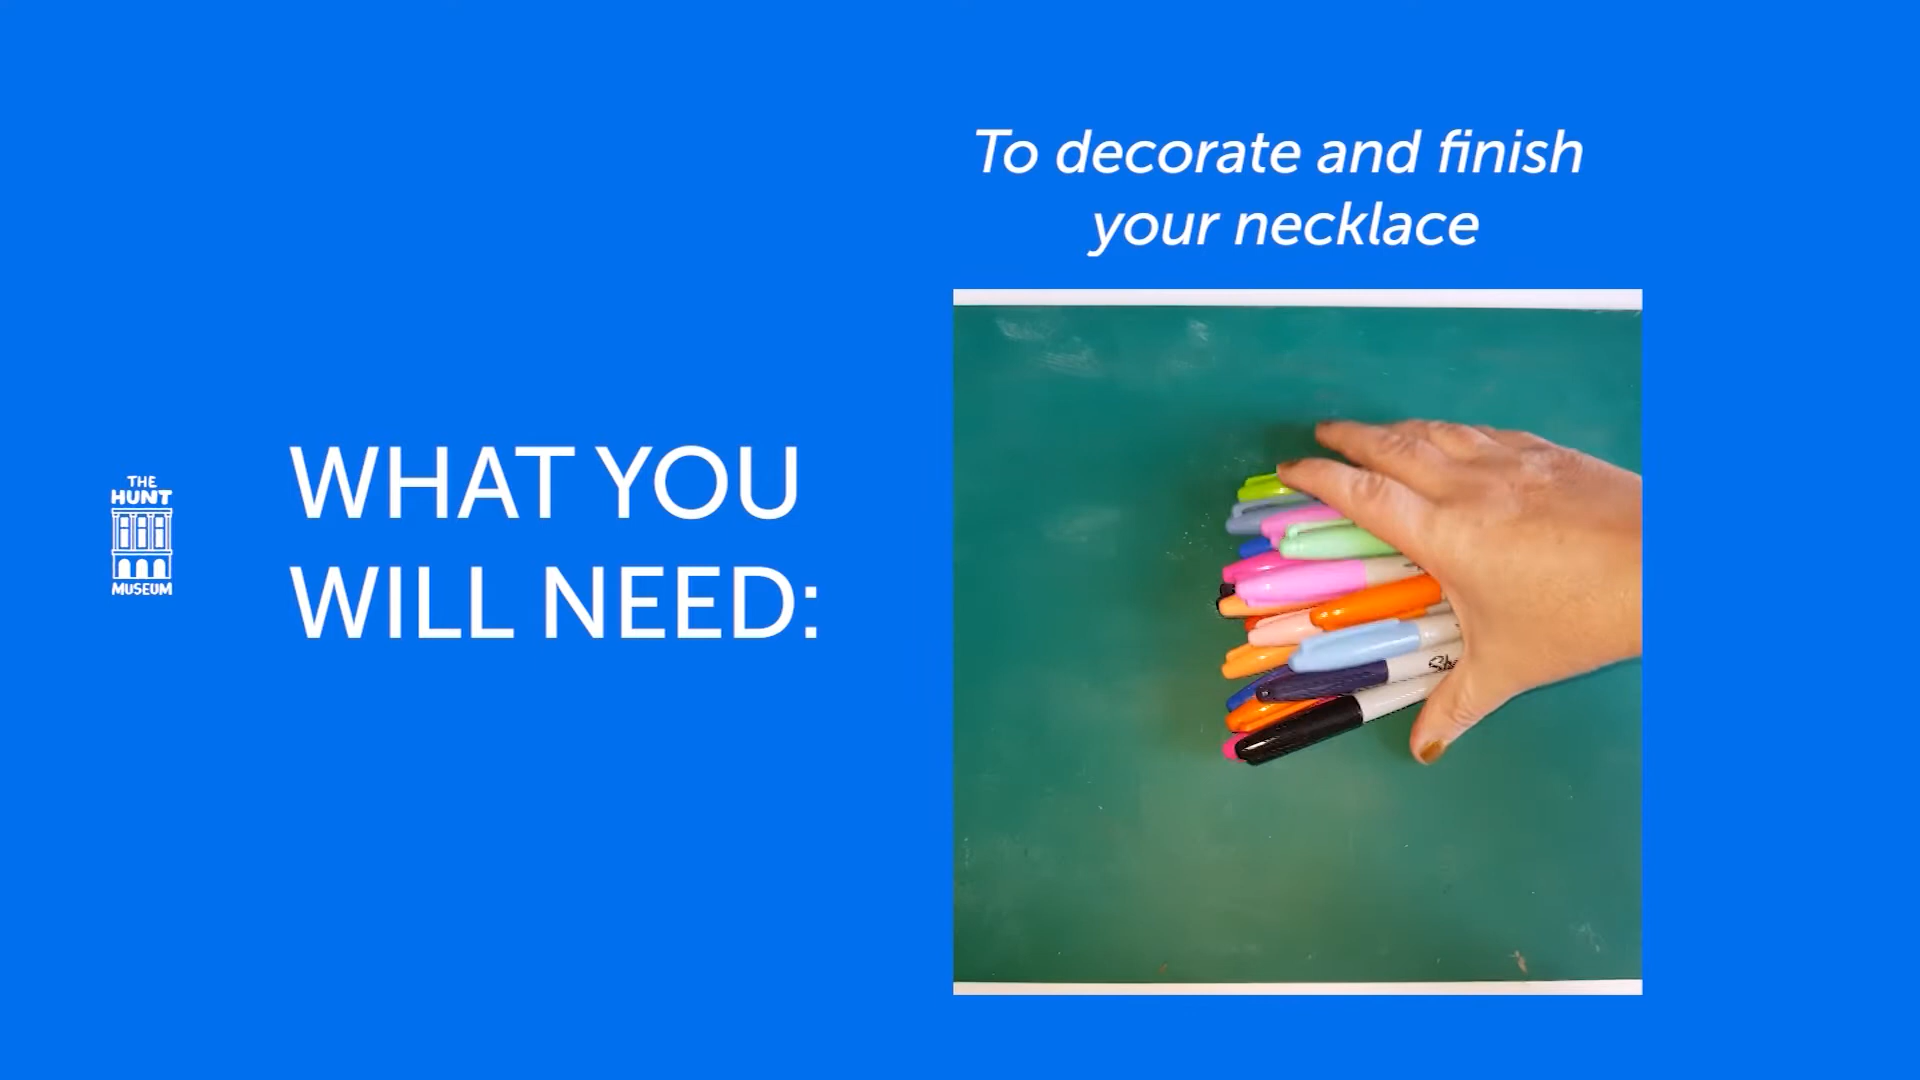 THE
HUNT
MUSEUM
WHAT YOU
WILL NEED:
To decorate and finish
your necklace